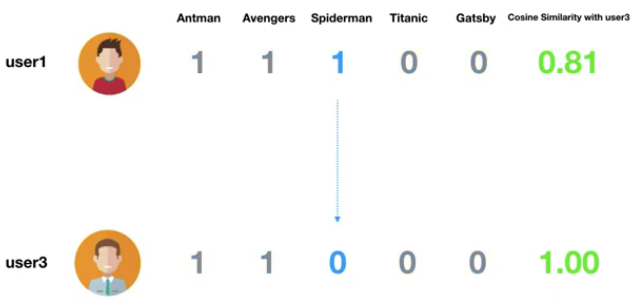 Antman Avengers Spiderman Titanic Gatsby Cosine Similarity with user3
user1 1 1 1 0 0 0.81
user3 1 1 0 0 0 1.00